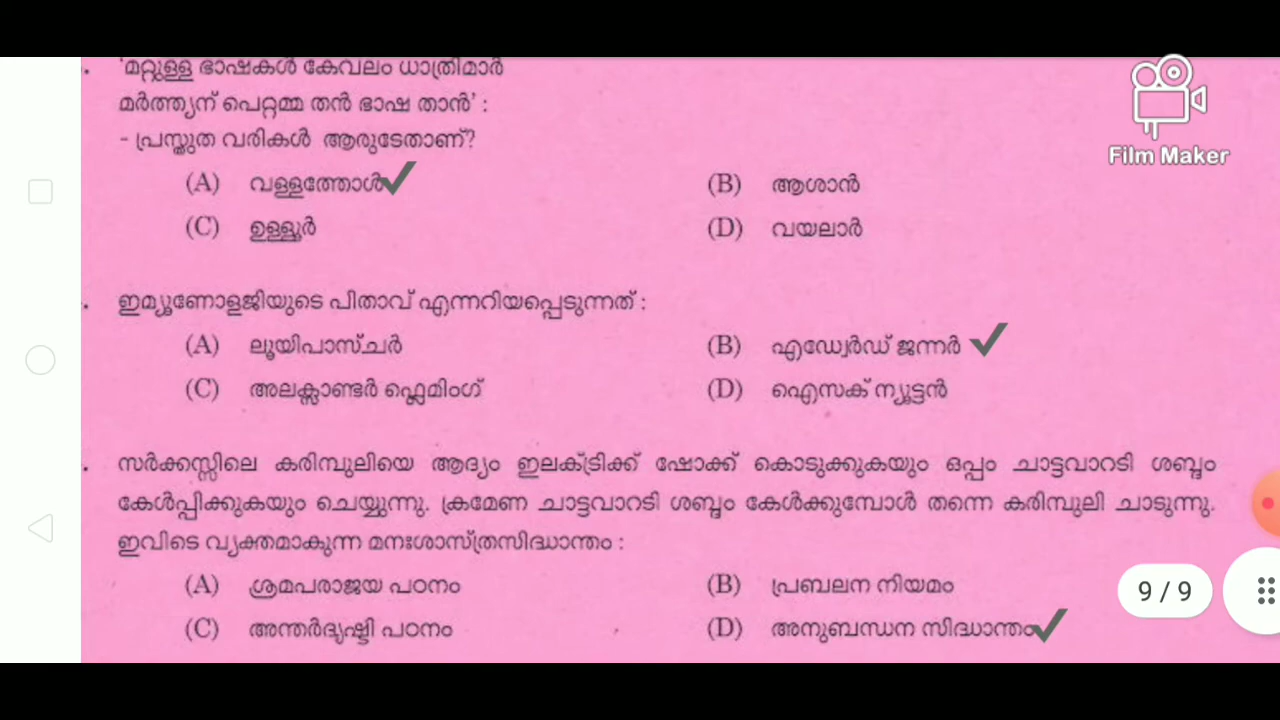 'മറ്റുള്ള ഭാഷകൾ കേവലം ധാത്രിമാർ
മർത്ത്യന് പെറ്റമ്മ തൻ ഭാഷ താൻ' :
- പ്രസ്തുത വരികൾ ആരുടേതാണ്?
(A) വള്ളത്തോൾ (B) ആശാൻ
(C) ഉള്ളൂർ (D) വയലാർ
ഇമ്യൂണോളജിയുടെ പിതാവ് എന്നറിയപ്പെടുന്നത് :
(A) ലൂയിപാസ്ചർ (B) എഡ്വേർഡ് ജന്നർ
(C) അലക്സാണ്ടർ ഫ്ലെമിംഗ് (D) ഐസക് ന്യൂട്ടൻ
സർക്കസ്സിലെ കരിമ്പുലിയെ ആദ്യം ഇലക്ട്രിക്ക് ഷോക്ക് കൊടുക്കുകയും ഒപ്പം ചാട്ടവാറടി ശബ്ദം
കേൾപ്പിക്കുകയും ചെയ്യുന്നു. ക്രമേണ ചാട്ടവാറടി ശബ്ദം കേൾക്കുമ്പോൾ തന്നെ കരിമ്പുലി ചാടുന്നു.
ഇവിടെ വ്യക്തമാകുന്ന മനഃശാസ്ത്രസിദ്ധാന്തം :
(A) ശ്രമപരാജയ പഠനം (B) പ്രബലന നിയമം
(C) അന്തർദൃഷ്ടി പഠനം (D) അനുബന്ധന സിദ്ധാന്തം
Film Maker
9 / 9